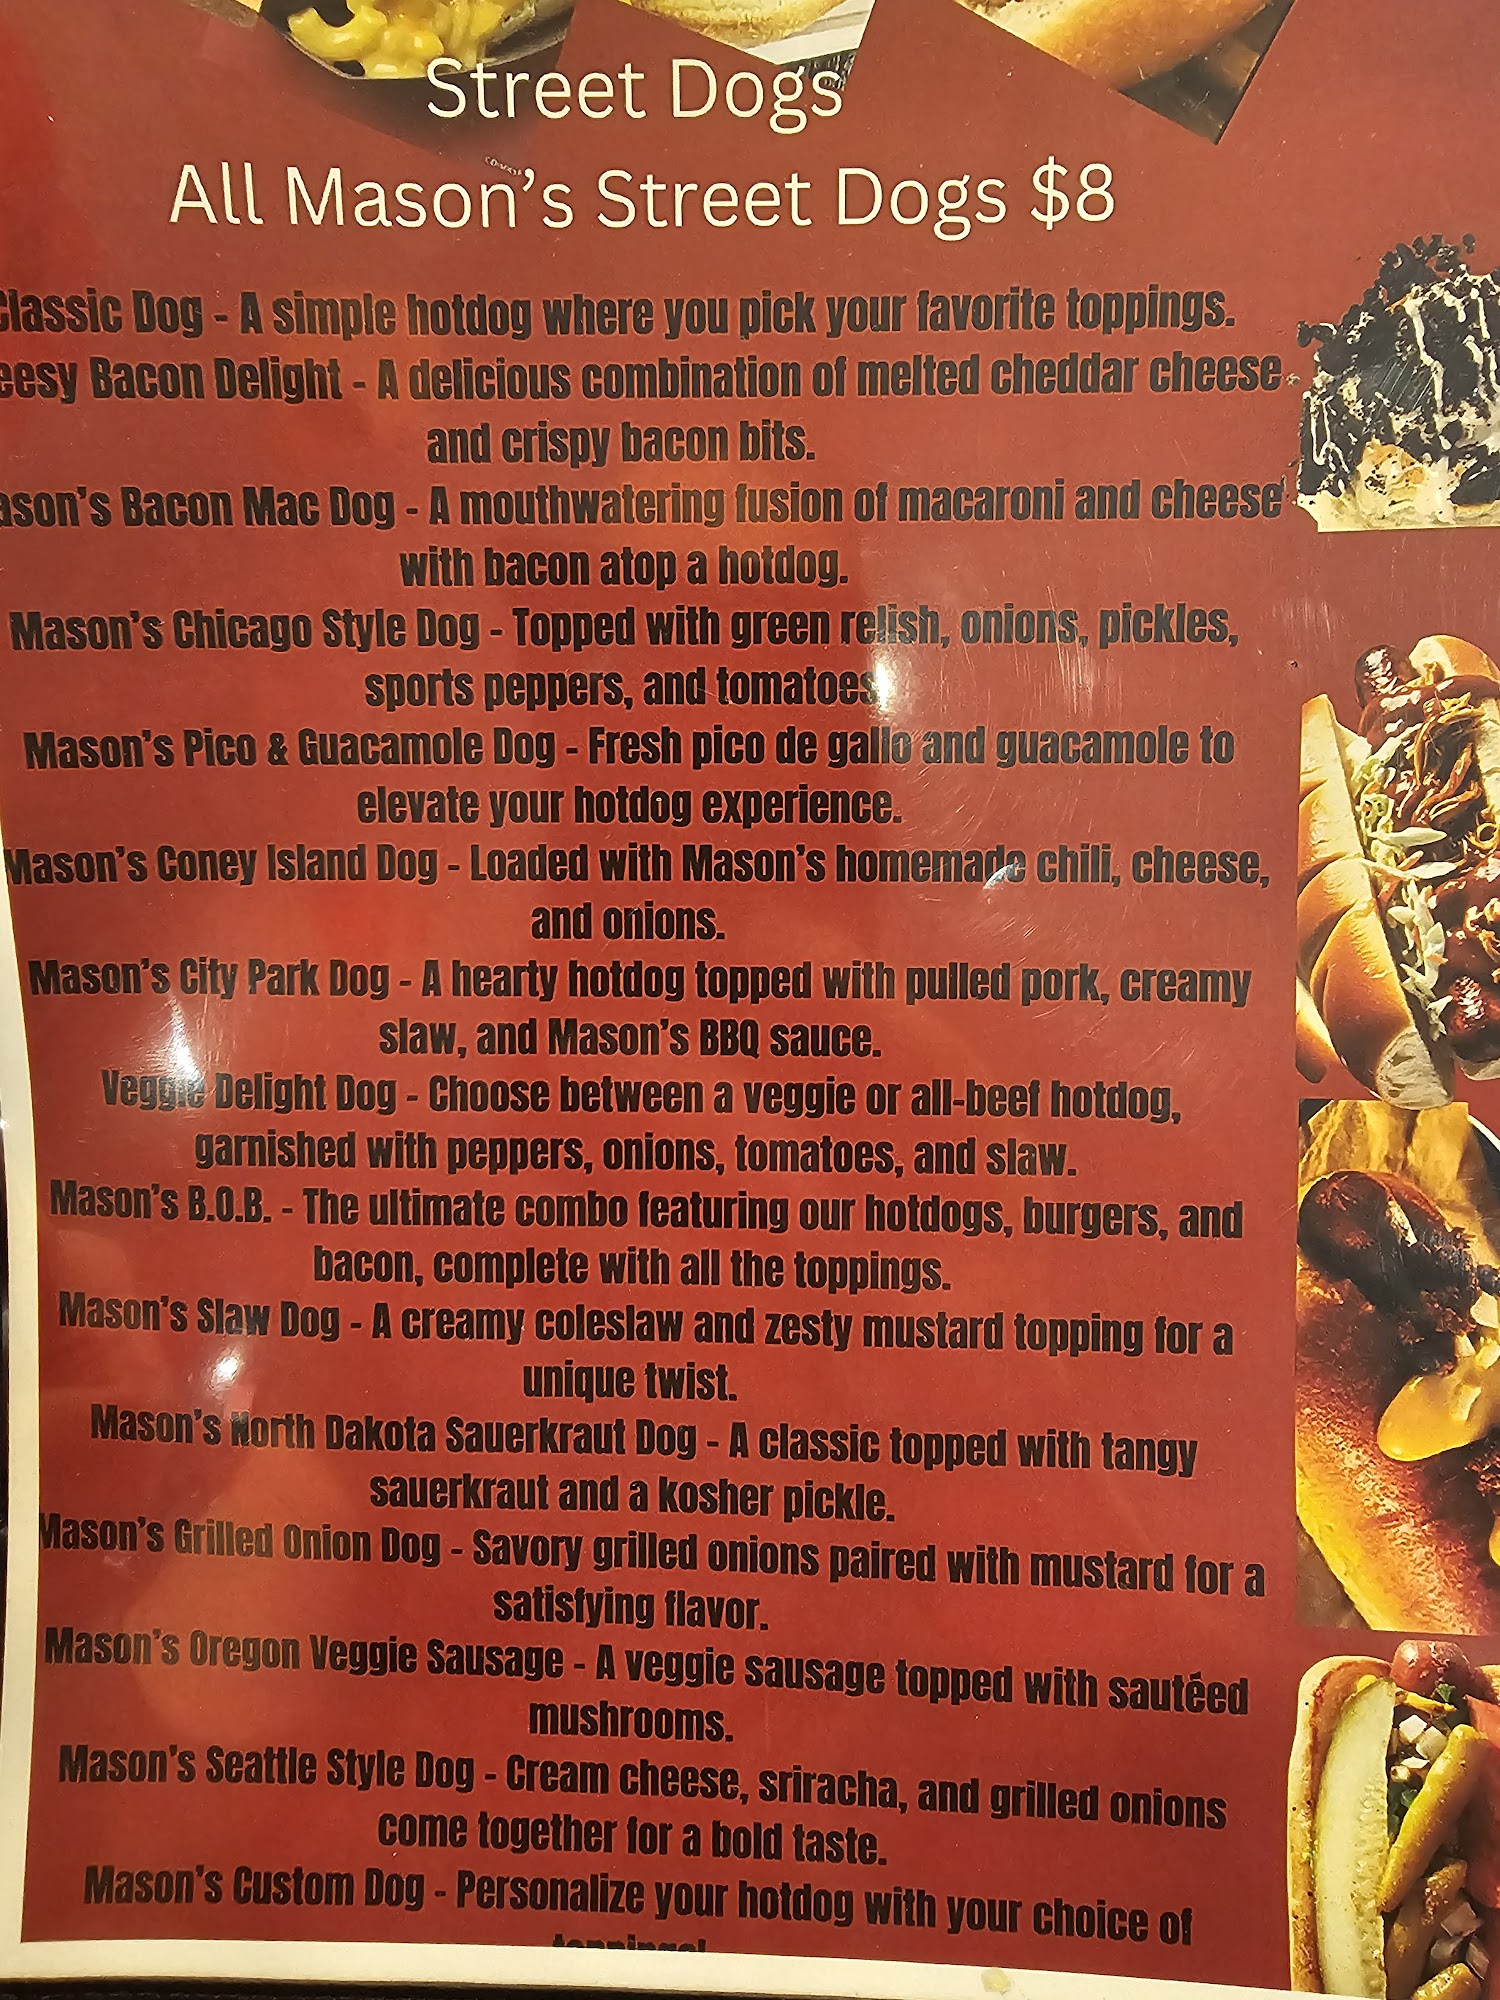 Street Dogs
All Mason's Street Dogs $8
Classic Dog - A simple hotdog where you pick your favorite toppings.
eesy Bacon Delight - A delicious combination of melted cheddar cheese
and crispy bacon bits.
ason's Bacon Mac Dog - A mouthwatering fusion of macaroni and cheese
with bacon atop a hotdog.
Mason's Chicago Style Dog - Topped with green relish, onions, pickles,
sports peppers, and tomatoes
Mason's Pico & Guacamole Dog - Fresh pico de gallo and guacamole to
elevate your hotdog experience.
Mason's Coney Island Dog - Loaded with Mason's homemade chili, cheese,
and onions.
Mason's City Park Dog - A hearty hotdog topped with pulled pork, creamy
slaw, and Mason's BBQ sauce.
Veggie Delight Dog - Choose between a veggie or all-beef hotdog,
garnished with peppers, onions, tomatoes, and slaw.
Mason's B.O.B. - The ultimate combo featuring our hotdogs, burgers, and
bacon, complete with all the toppings.
Mason's Slaw Dog - A creamy coleslaw and zesty mustard topping for a
unique twist.
Mason's North Dakota Sauerkraut Dog - A classic topped with tangy
sauerkraut and a kosher pickle.
Mason's Grilled Onion Dog - Savory grilled onions paired with mustard for a
satisfying flavor.
Mason's Oregon Veggie Sausage - A veggie sausage topped with sautéed
mushrooms.
Mason's Seattle Style Dog - Cream cheese, sriracha, and grilled onions
come together for a bold taste.
Mason's Custom Dog - Personalize your hotdog with your choice of
toppings!